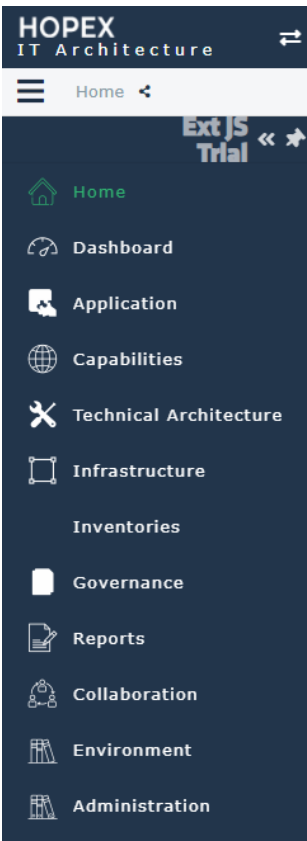 HOPEX
IT Architecture
Home
Ext JS
Trial
Home
Dashboard
Application
Capabilities
Technical Architecture
Infrastructure
Inventories
Governance
Reports
Collaboration
Environment
Administration